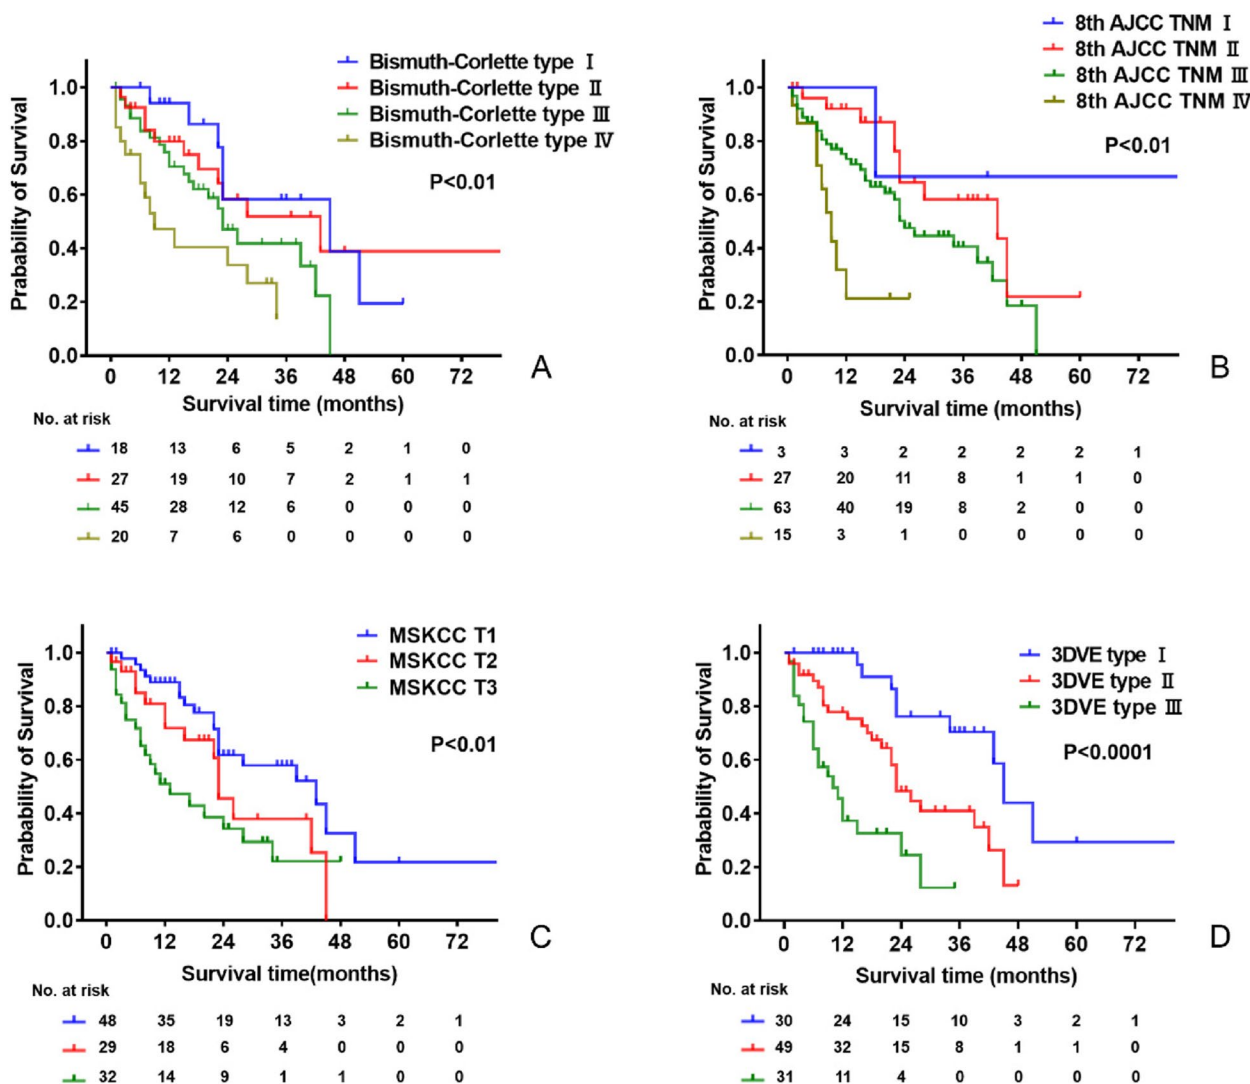 Bismuth-Corlette type Ⅰ
Bismuth-Corlette type Ⅱ
Bismuth-Corlette type Ⅲ
Bismuth-Corlette type Ⅳ
P<0.01
Prabability of Survival
1.0
0.8
0.6
0.4
0.2
0.0
0 12 24 36 48 60 72
Survival time (months)
A
No. at risk
18 13 6 5 2 1 0
27 19 10 7 2 1 1
45 28 12 6 0 0 0
20 7 6 0 0 0 0
8th AJCC TNM Ⅰ
8th AJCC TNM Ⅱ
8th AJCC TNM Ⅲ
8th AJCC TNM Ⅳ
P<0.01
Prabability of Survival
1.0
0.8
0.6
0.4
0.2
0.0
0 12 24 36 48 60 72
Survival time (months)
B
No. at risk
3 3 2 2 2 2 1
27 20 11 8 1 1 0
63 40 19 8 2 0 0
15 3 1 0 0 0 0
MSKCC T1
MSKCC T2
MSKCC T3
P<0.01
Prabability of Survival
1.0
0.8
0.6
0.4
0.2
0.0
0 12 24 36 48 60 72
Survival time(months)
C
No. at risk
48 35 19 13 3 2 1
29 18 6 4 0 0 0
32 14 9 1 1 0 0
3DVE type Ⅰ
3DVE type Ⅱ
3DVE type Ⅲ
P<0.0001
Prabability of Survival
1.0
0.8
0.6
0.4
0.2
0.0
0 12 24 36 48 60 72
Survival time (months)
D
No. at risk
30 24 15 10 3 2 1
49 32 15 8 1 1 0
31 11 4 0 0 0 0